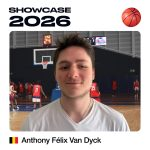 SHOWCASE
2026
Anthony Félix Van Dyck